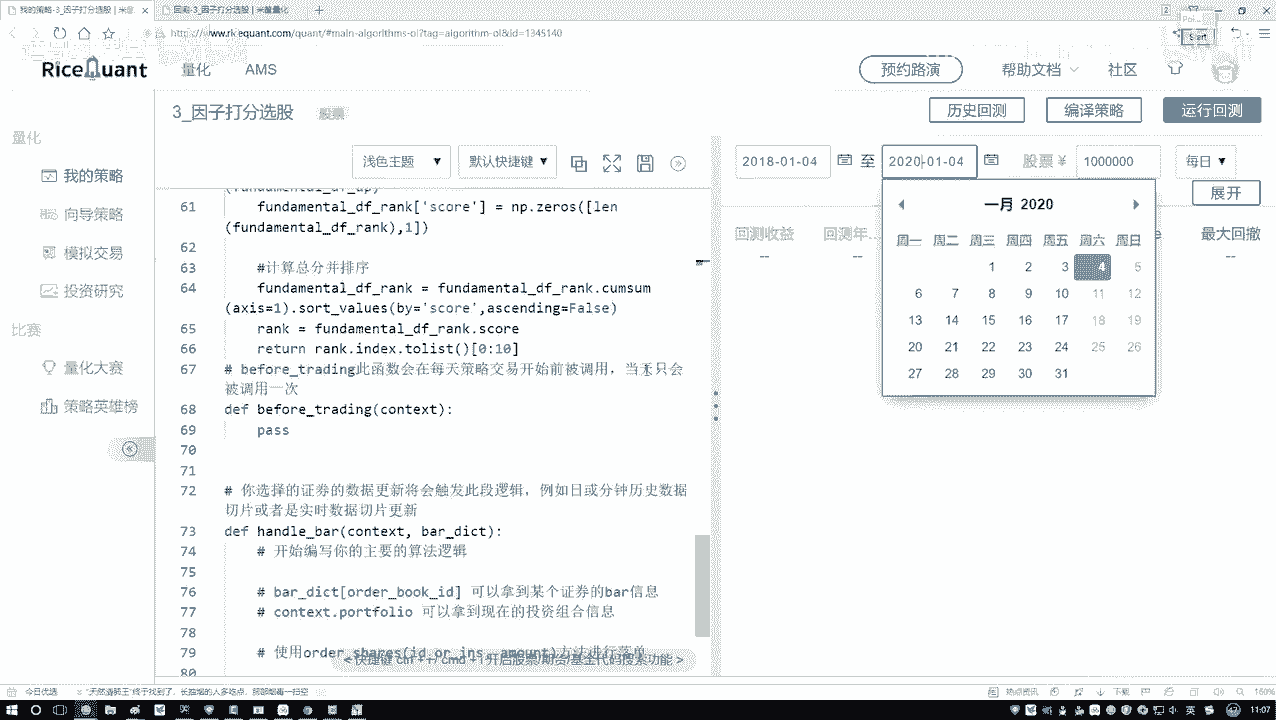 我的策略-3_因子打分选股 | 米筐
回测-3_因子打分选股 | 米筐量化
www.ricequant.com/quant/#main-algorithms-ol?tag=algorithm-ol&id=1345140
RiceQuant
量化
AMS
预约路演
帮助文档
社区
3_因子打分选股
股票
历史回测
编译策略
运行回测
量化
我的策略
向导策略
模拟交易
投资研究
比赛
量化大赛
策略英雄榜
浅色主题
默认快捷键
2018-01-04
至
2020-01-04
股票 ¥
1000000
每日
展开
回测收益
回测年...
最大回撤
--
--
--
一月 2020
周一 周二 周三 周四 周五 周六 周日
1 2 3 4 5
6 7 8 9 10 11 12
13 14 15 16 17 18 19
20 21 22 23 24 25 26
27 28 29 30 31
(fundamental_df_up)
61 fundamental_df_rank['score'] = np.zeros([len
(fundamental_df_rank),1])
62
63 #计算总分并排序
64 fundamental_df_rank = fundamental_df_rank.cumsum
(axis=1).sort_values(by='score',ascending=False)
65 rank = fundamental_df_rank.score
66 return rank.index.tolist()[0:10]
67 # before_trading此函数会在每天策略交易开始前被调用，当天只会
被调用一次
68 def before_trading(context):
69 pass
70
71
72 # 你选择的证券的数据更新将会触发此段逻辑，例如日或分钟历史数据
切片或者是实时数据切片更新
73 def handle_bar(context, bar_dict):
74 # 开始编写你的主要的算法逻辑
75
76 # bar_dict[order_book_id] 可以拿到某个证券的bar信息
77 # context.portfolio 可以拿到现在的投资组合信息
78
79 # 使用order_shares(id_or_ins, amount)方法进行落单
80
今日优选
热点资讯
下载
160%
英
11:07